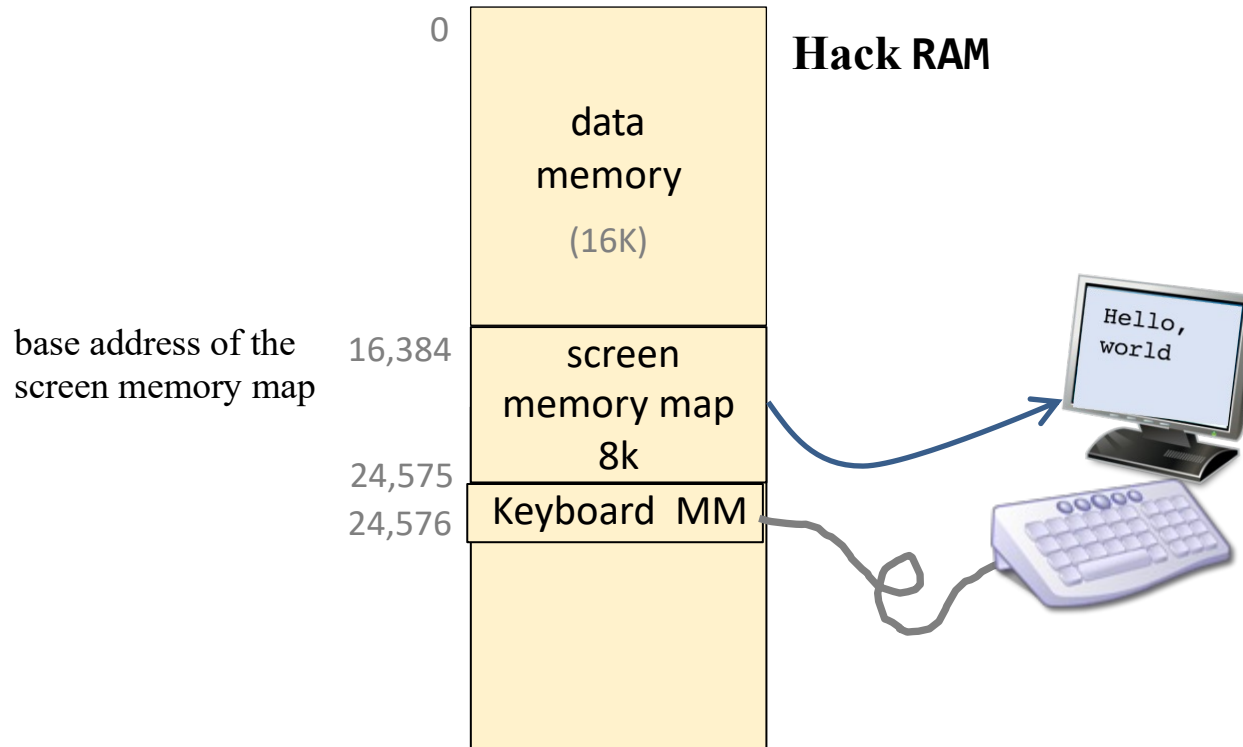 0
Hack RAM
data
memory
(16K)
base address of the
screen memory map
16,384
screen
memory map
8k
24,575
24,576
Keyboard MM
Hello,
world